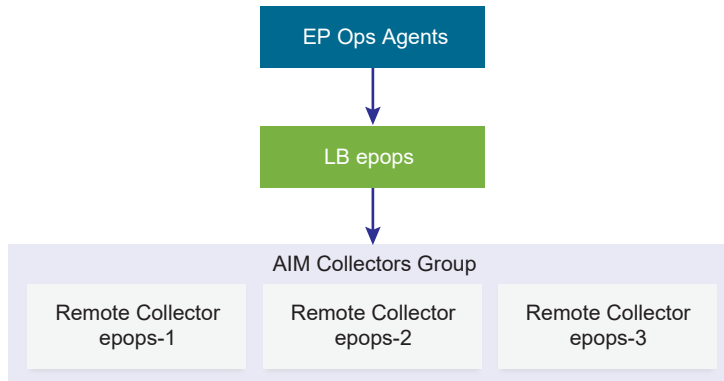 EP Ops Agents
LB epops
AIM Collectors Group
Remote Collector
epops-1
Remote Collector
epops-2
Remote Collector
epops-3